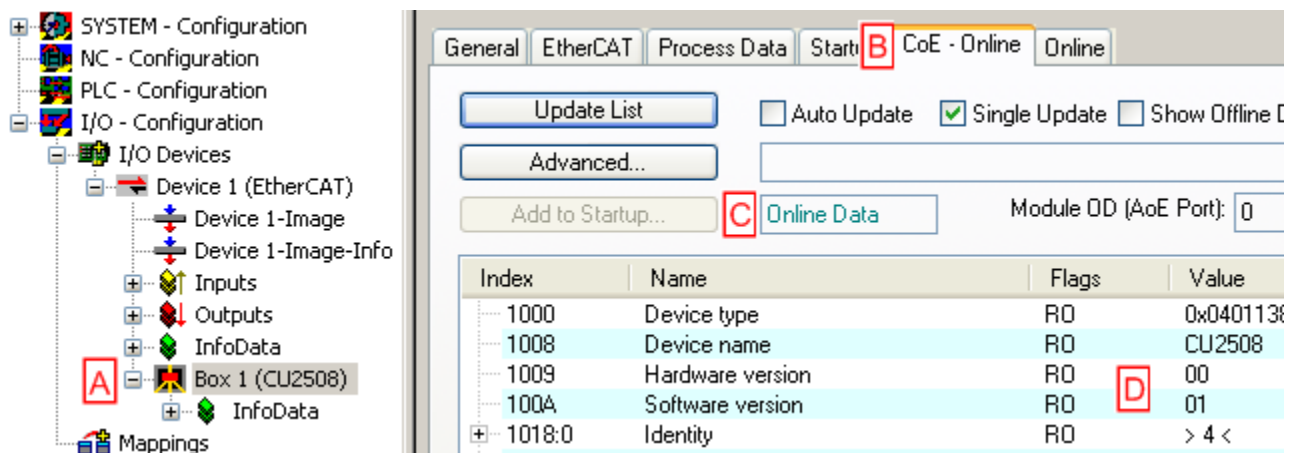 SYSTEM - Configuration
NC - Configuration
PLC - Configuration
I/O - Configuration
I/O Devices
Device 1 (EtherCAT)
Device 1-Image
Device 1-Image-Info
Inputs
Outputs
InfoData
A
Box 1 (CU2508)
InfoData
Mappings
General EtherCAT Process Data Startu B CoE - Online Online
Update List Auto Update Single Update Show Offline D
Advanced...
Add to Startup... C Online Data Module OD (AoE Port): 0
Index Name Flags Value
1000 Device type RO 0x0401138
1008 Device name RO CU2508
1009 Hardware version RO 00
D
100A Software version RO 01
1018:0 Identity RO > 4 <